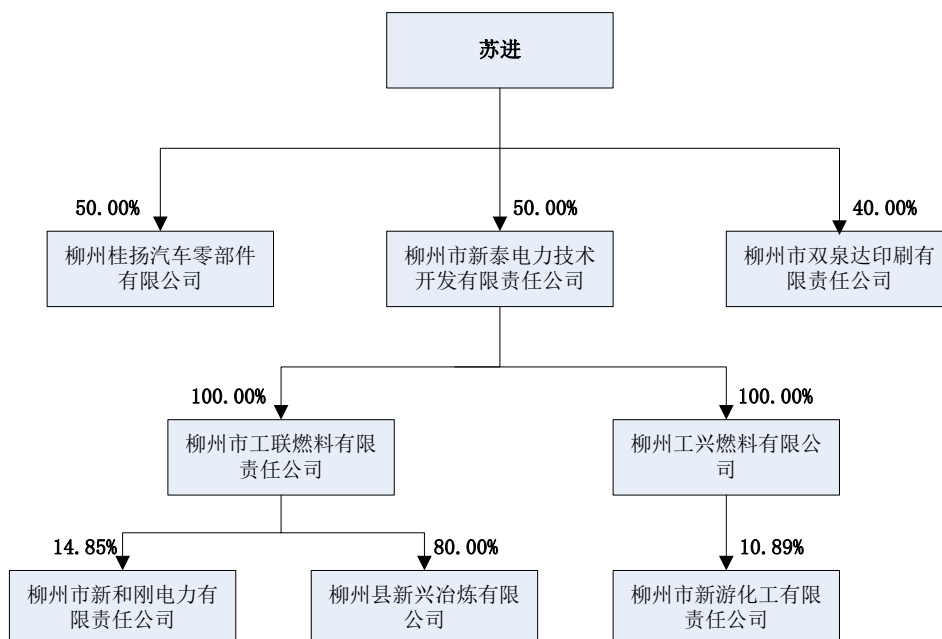 苏进
50.00%
50.00%
40.00%
柳州桂扬汽车零部件
有限公司
柳州市新泰电力技术
开发有限责任公司
柳州市双泉达印刷有
限责任公司
100.00%
100.00%
柳州市工联燃料有限
责任公司
柳州工兴燃料有限公
司
14.85%
80.00%
10.89%
柳州市新和刚电力有
限责任公司
柳州县新兴冶炼有限
公司
柳州市新游化工有限
责任公司